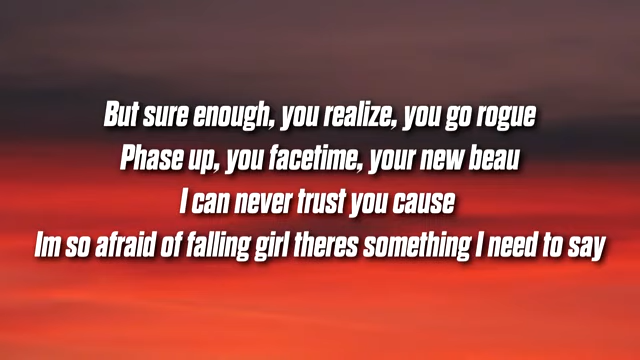 But sure enough, you realize, you go rogue
Phase up, you facetime, your new beau
I can never trust you cause
Im so afraid of falling girl theres something I need to say